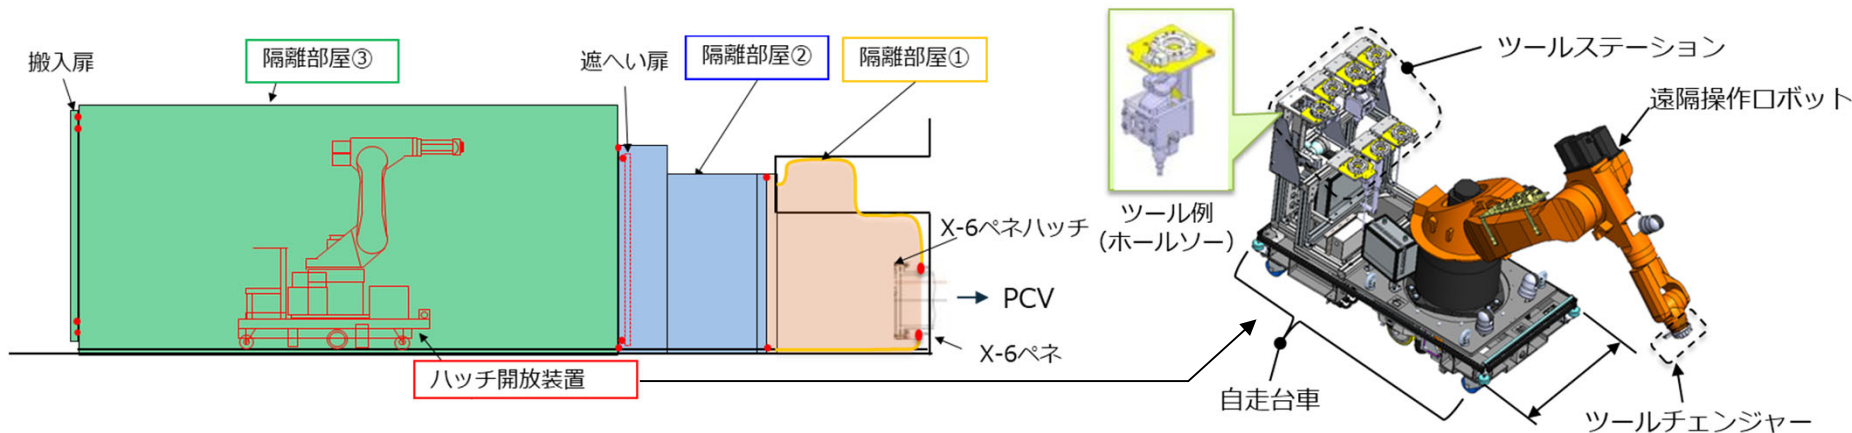 搬入扉
隔離部屋③
遮へい扉
隔離部屋②
隔離部屋①
X-6ペネハッチ
PCV
X-6ペネ
ハッチ開放装置
ツール例
（ホールソー）
ツールステーション
遠隔操作ロボット
自走台車
ツールチェンジャー